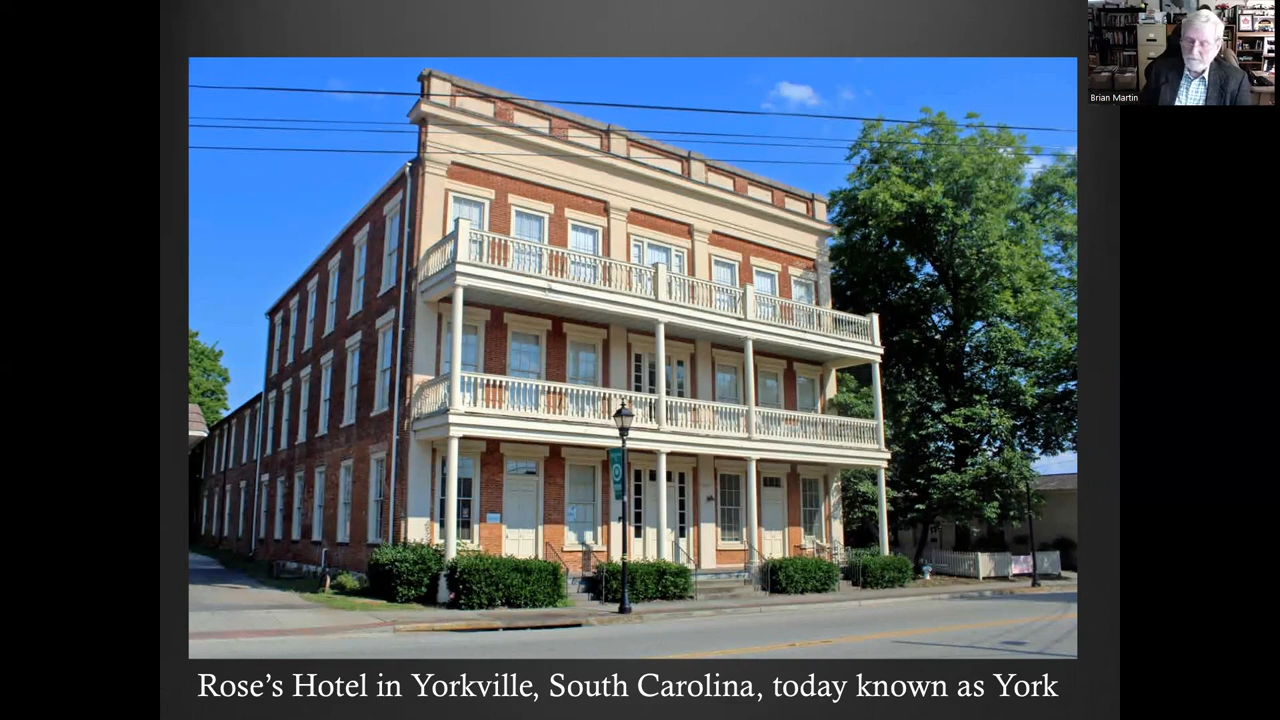 Brian Martin
Rose's Hotel in Yorkville, South Carolina, today known as York